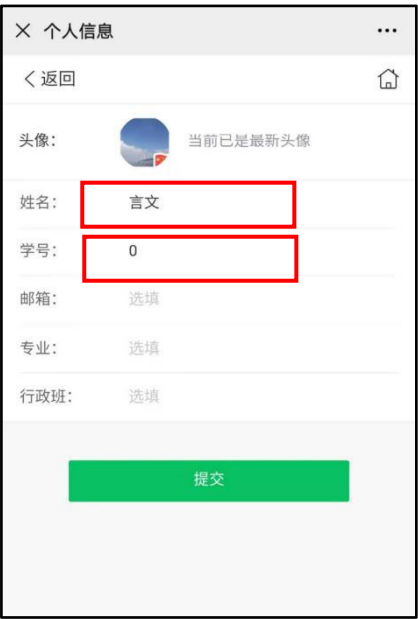 个人信息
返回
头像： 当前已是最新头像
姓名： 言文
学号： 0
邮箱： 选填
专业： 选填
行政班： 选填
提交